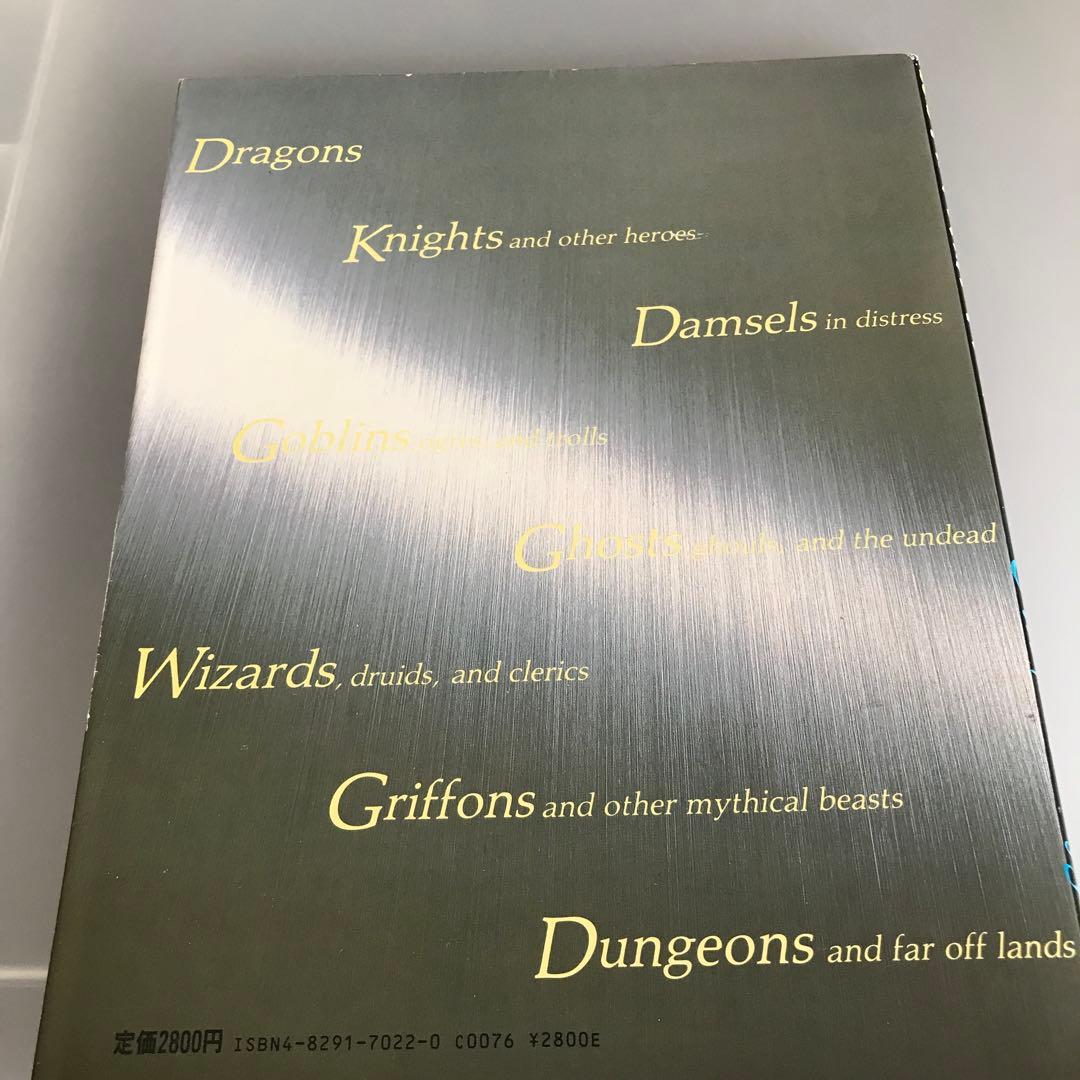 Dragons
Knights and other heroes
Damsels in distress
Goblins, ogres, and trolls
Ghosts, ghouls, and the undead
Wizards, druids, and clerics
Griffons and other mythical beasts
Dungeons and far off lands
定価2800円 ISBN4-8291-7022-0 C0076 ¥2800E